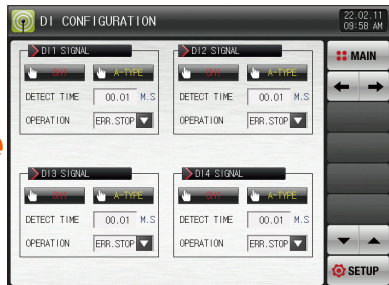 DI CONFIGURATION
22.02.11
09:58 AM
DI1 SIGNAL
DI2 SIGNAL
MAIN
A-TYPE
A-TYPE
DETECT TIME 00.01 M.S
DETECT TIME 00.01 M.S
OPERATION ERR.STOP
OPERATION ERR.STOP
DI3 SIGNAL
DI4 SIGNAL
A-TYPE
A-TYPE
DETECT TIME 00.01 M.S
DETECT TIME 00.01 M.S
OPERATION ERR.STOP
OPERATION ERR.STOP
SETUP